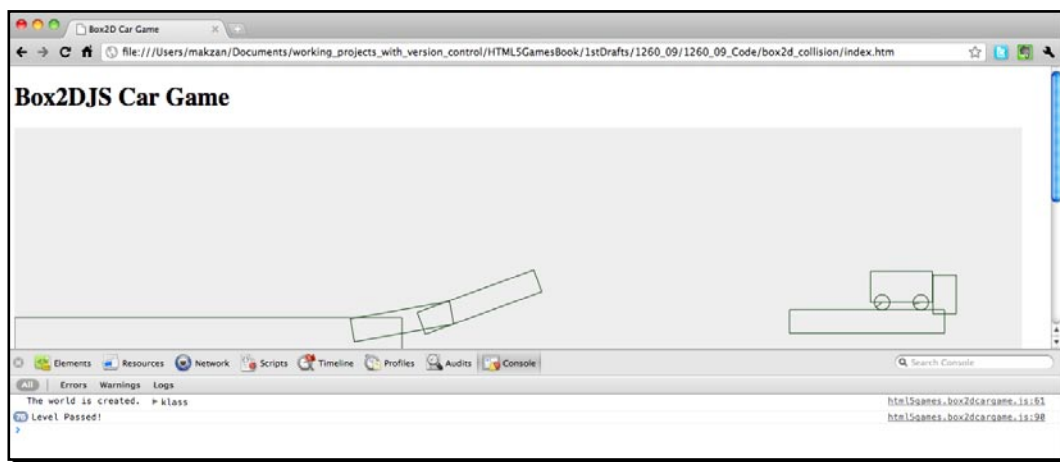 Box2D Car Game
file:///Users/makzan/Documents/working_projects_with_version_control/HTML5GamesBook/1stDrafts/1260_09/1260_09_Code/box2d_collision/index.htm
Box2DJS Car Game
Elements Resources Network Scripts Timeline Profiles Audits Console Search Console
All Errors Warnings Logs
The world is created. klass html5games.box2dcargame.js:61
70 Level Passed! html5games.box2dcargame.js:90